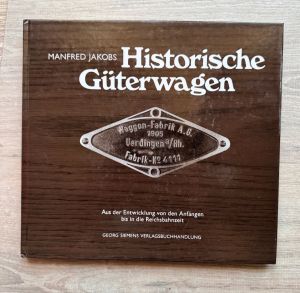 MANFRED JAKOBS Historische
Güterwagen
Waggon-Fabrik A.G.
1905
Uerdingen a/Rh.
Fabrik-No 4111
Aus der Entwicklung von den Anfängen
bis in die Reichsbahnzeit
GEORG SIEMENS VERLAGSBUCHHANDLUNG